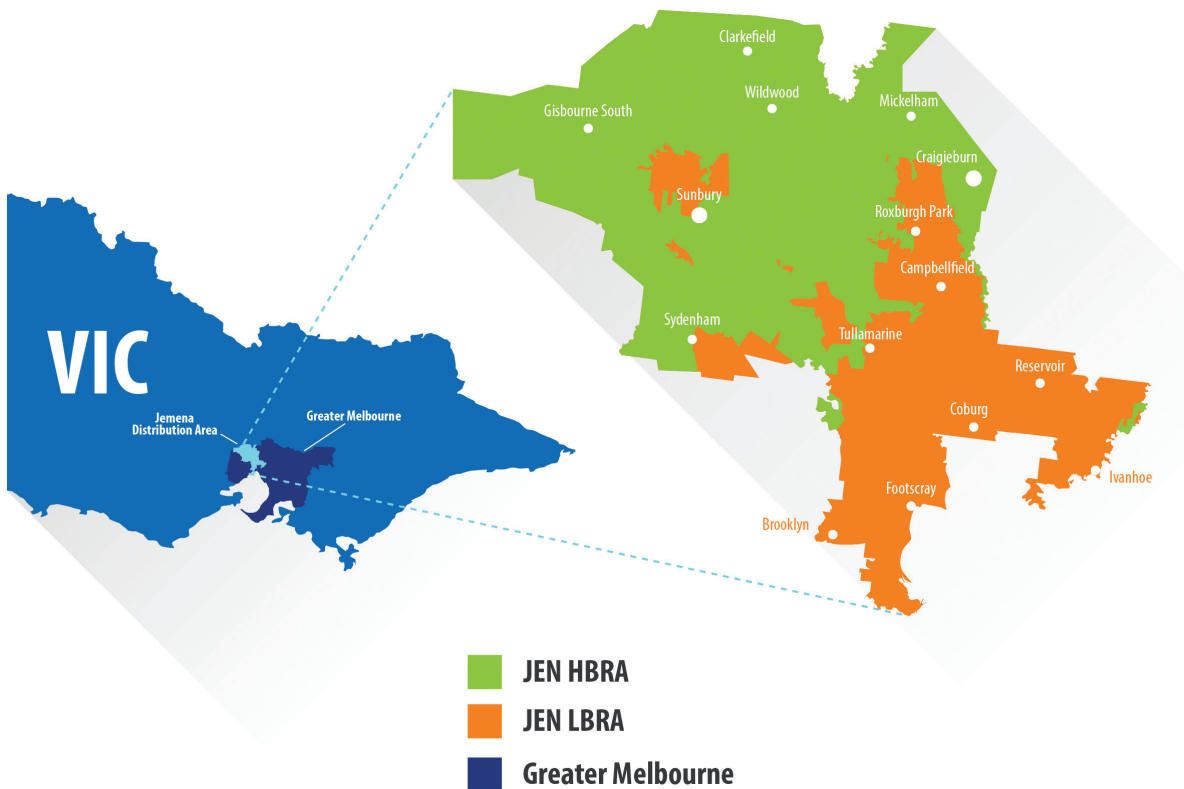 VIC
Jemena
Distribution Area
Greater Melbourne
Clarkefield
Wildwood
Mickelham
Gisbourne South
Craigieburn
Sunbury
Roxburgh Park
Campbellfield
Sydenham
Tullamarine
Reservoir
Coburg
Ivanhoe
Footscray
Brooklyn
JEN HBRA
JEN LBRA
Greater Melbourne